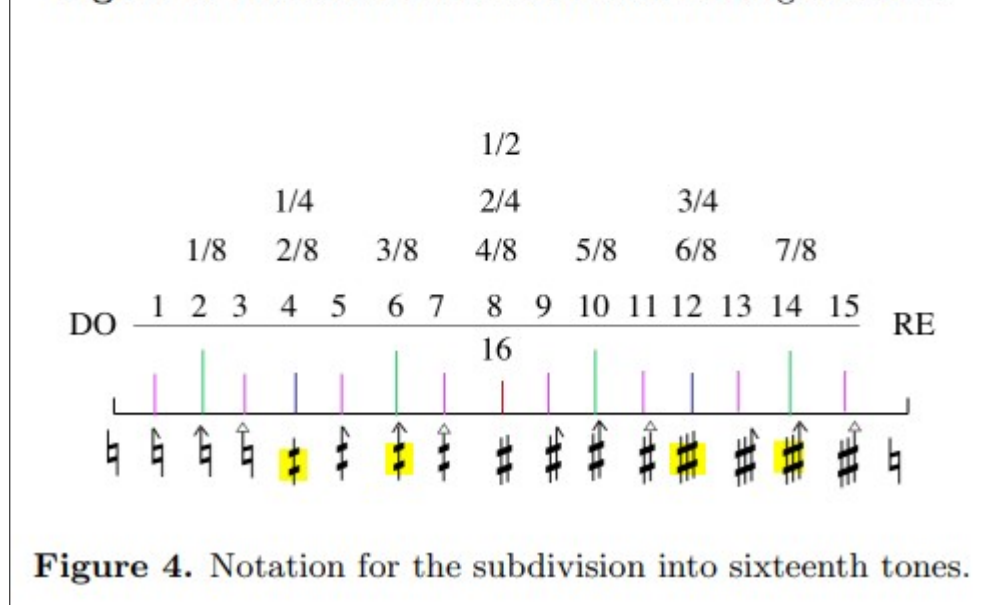 1/2
1/4 2/4 3/4
1/8 2/8 3/8 4/8 5/8 6/8 7/8
DO 1 2 3 4 5 6 7 8 9 10 11 12 13 14 15 RE
16
Figure 4. Notation for the subdivision into sixteenth tones.